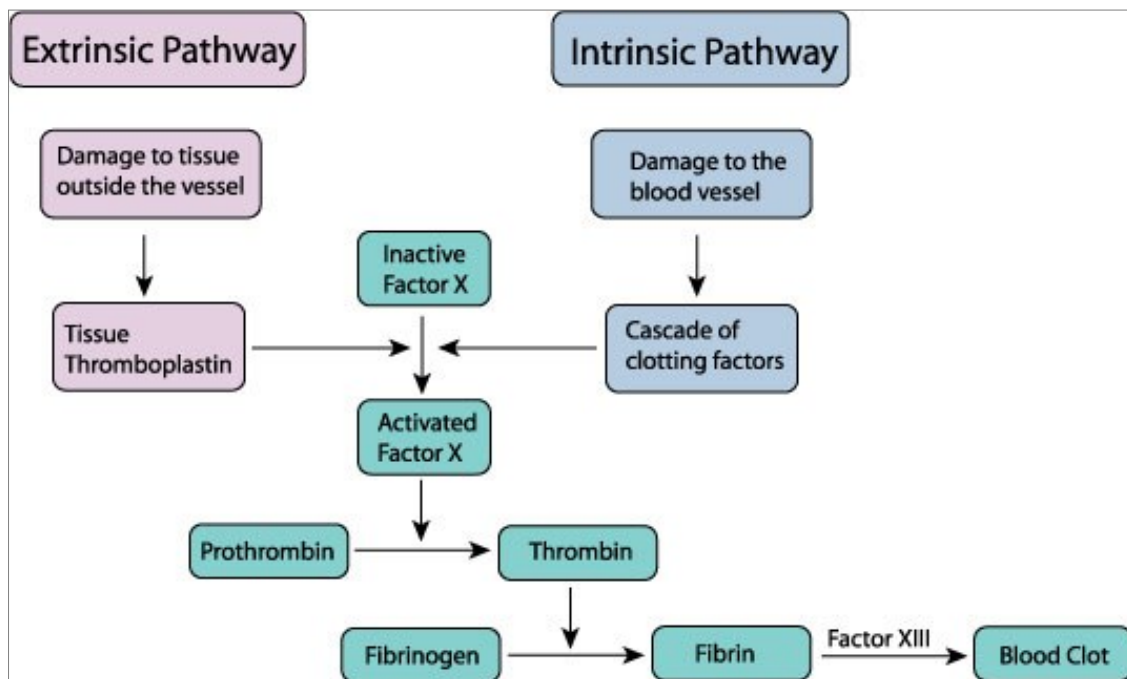 Extrinsic Pathway
Intrinsic Pathway
Damage to tissue
outside the vessel
Damage to the
blood vessel
Inactive
Factor X
Tissue
Thromboplastin
Cascade of
clotting factors
Activated
Factor X
Prothrombin
Thrombin
Fibrinogen
Fibrin
Factor XIII
Blood Clot